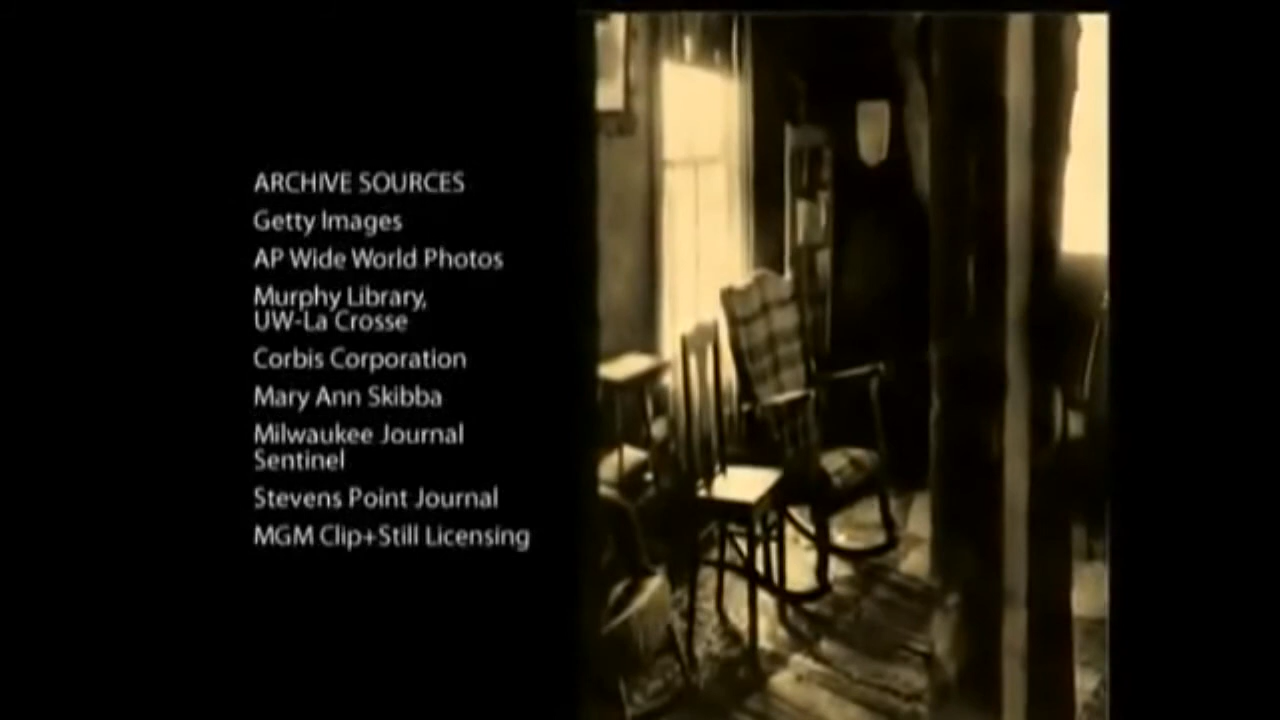 ARCHIVE SOURCES
Getty Images
AP Wide World Photos
Murphy Library,
UW-La Crosse
Corbis Corporation
Mary Ann Skibba
Milwaukee Journal
Sentinel
Stevens Point Journal
MGM Clip+Still Licensing